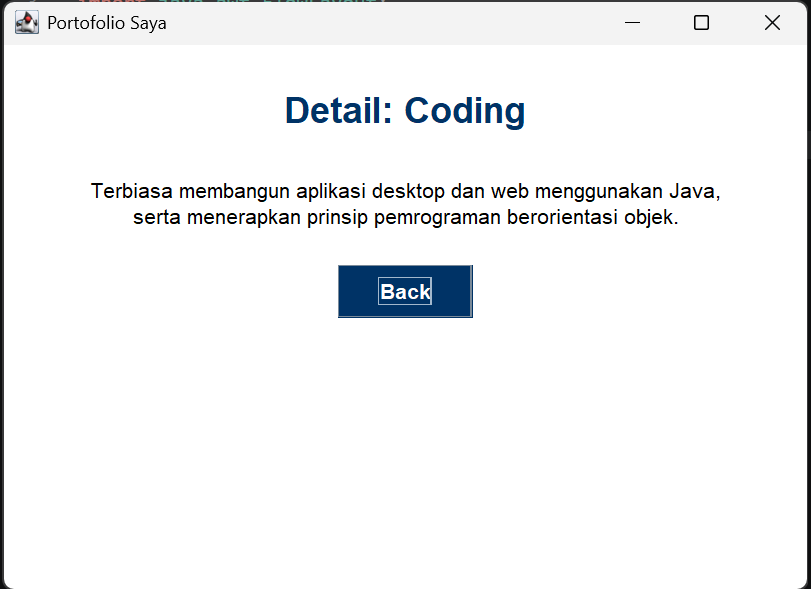 Portofolio Saya
Detail: Coding
Terbiasa membangun aplikasi desktop dan web menggunakan Java,
serta menerapkan prinsip pemrograman berorientasi objek.
Back